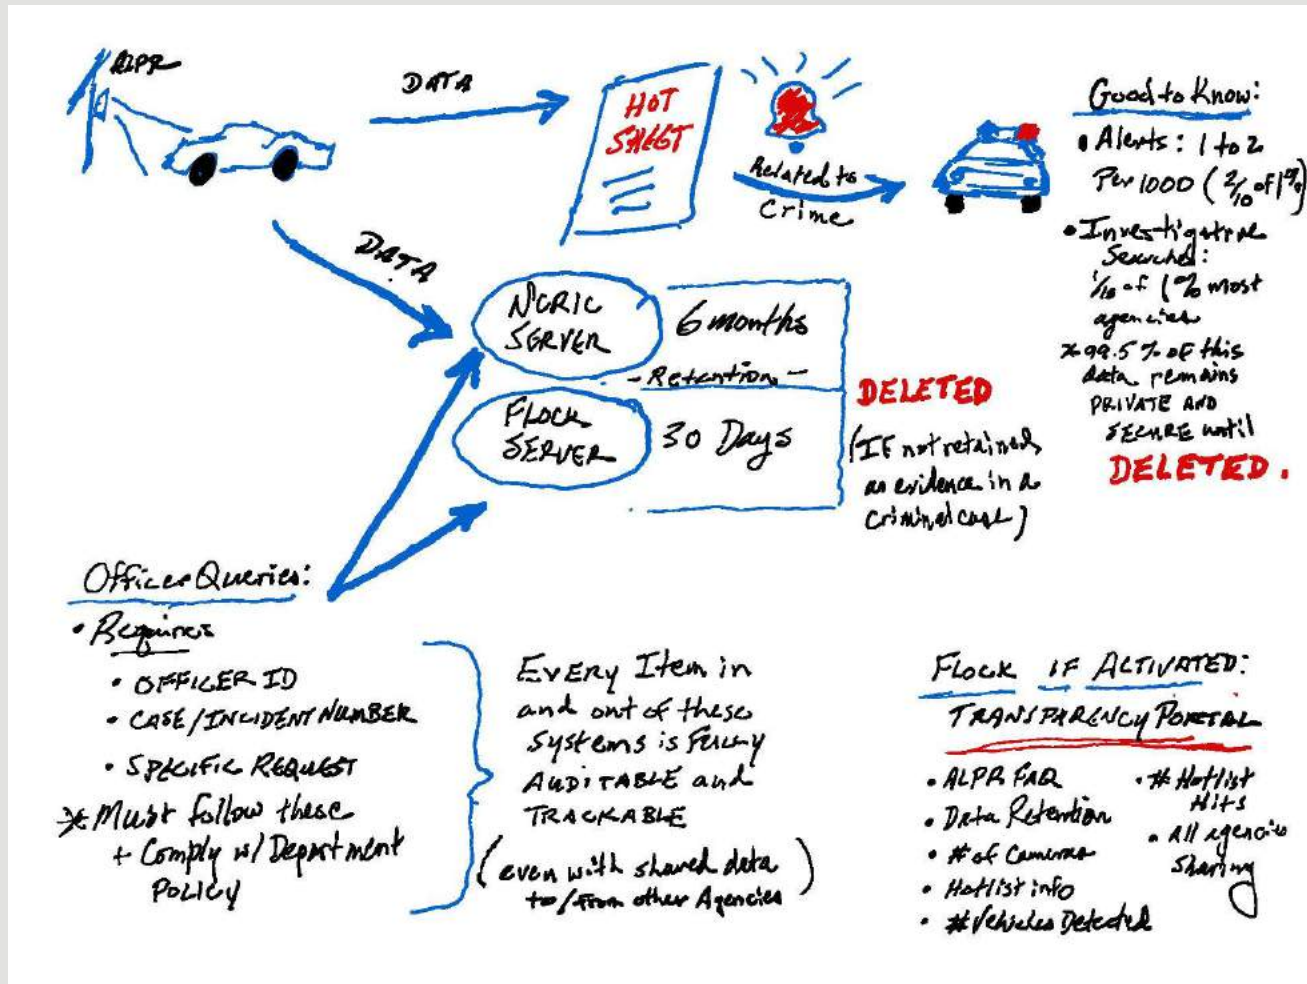 ALPR
DATA
HOT
SHEET
Related to
Crime
Good to Know:
• Alerts: 1 to 2
Per 1000 (2/10 of 1%)
• Investigative
Searches:
1/10 of 1% most
agencies
* 99.5% of this
data remains
PRIVATE AND
SECURE until
DELETED.
DATA
NCRIC
SERVER
6 months
- Retention -
FLOCK
SERVER
30 Days
DELETED
(IF not retained
as evidence in a
criminal case)
Officer Queries:
• Requires
• OFFICER ID
• CASE/INCIDENT NUMBER
• SPECIFIC REQUEST
* Must follow these
+ Comply w/ Department
POLICY
EVERY Item in
and out of these
systems is FULLY
AUDITABLE and
TRACKABLE
(even with shared data
to/from other Agencies)
FLOCK IF ACTIVATED:
TRANSPARENCY PORTAL
• ALPR FAQ
• Data Retention
• # of Cameras
• Hotlist info
• # Vehicles Detected
• # Hotlist
Hits
• All agencies
sharing